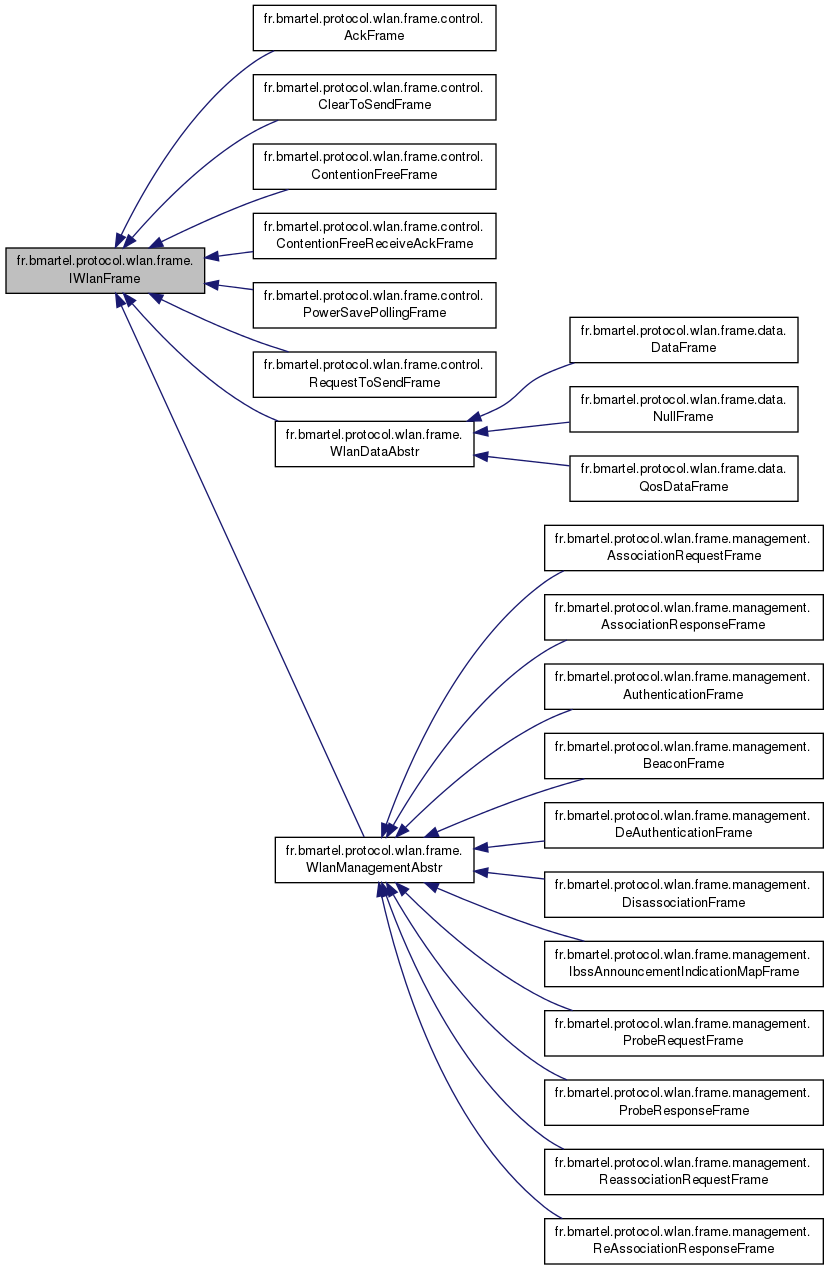 fr.bmartel.protocol.wlan.frame.control.
AckFrame
fr.bmartel.protocol.wlan.frame.control.
ClearToSendFrame
fr.bmartel.protocol.wlan.frame.control.
ContentionFreeFrame
fr.bmartel.protocol.wlan.frame.control.
ContentionFreeReceiveAckFrame
fr.bmartel.protocol.wlan.frame.
IWlanFrame
fr.bmartel.protocol.wlan.frame.control.
PowerSavePollingFrame
fr.bmartel.protocol.wlan.frame.control.
RequestToSendFrame
fr.bmartel.protocol.wlan.frame.
WlanDataAbstr
fr.bmartel.protocol.wlan.frame.data.
DataFrame
fr.bmartel.protocol.wlan.frame.data.
NullFrame
fr.bmartel.protocol.wlan.frame.data.
QosDataFrame
fr.bmartel.protocol.wlan.frame.management.
AssociationRequestFrame
fr.bmartel.protocol.wlan.frame.management.
AssociationResponseFrame
fr.bmartel.protocol.wlan.frame.management.
AuthenticationFrame
fr.bmartel.protocol.wlan.frame.management.
BeaconFrame
fr.bmartel.protocol.wlan.frame.management.
DeAuthenticationFrame
fr.bmartel.protocol.wlan.frame.
WlanManagementAbstr
fr.bmartel.protocol.wlan.frame.management.
DisassociationFrame
fr.bmartel.protocol.wlan.frame.management.
IbssAnnouncementIndicationMapFrame
fr.bmartel.protocol.wlan.frame.management.
ProbeRequestFrame
fr.bmartel.protocol.wlan.frame.management.
ProbeResponseFrame
fr.bmartel.protocol.wlan.frame.management.
ReassociationRequestFrame
fr.bmartel.protocol.wlan.frame.management.
ReAssociationResponseFrame